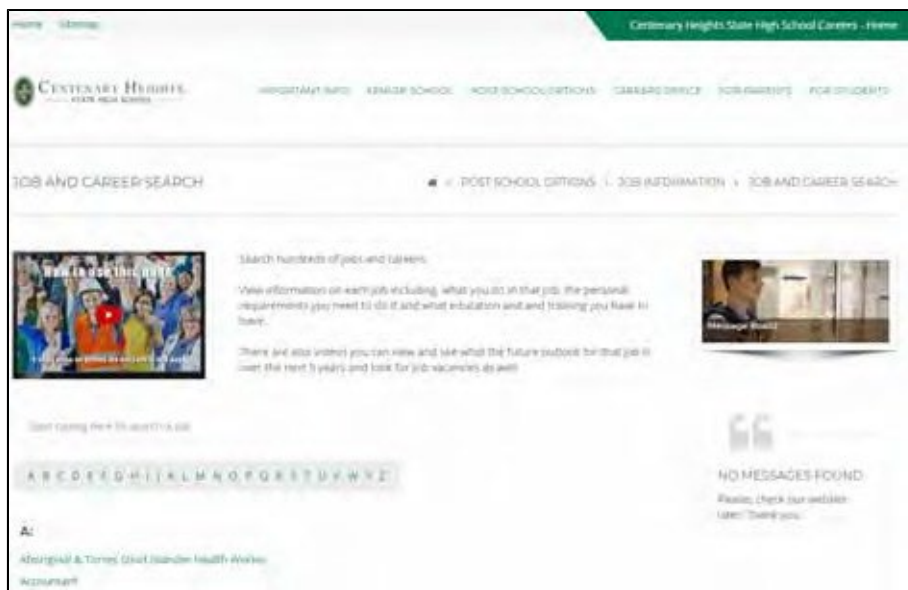 Home Sitemap
Centenary Heights State High School Careers - Home
CENTENARY HEIGHTS
STATE HIGH SCHOOL
IMPORTANT INFO SENIOR SCHOOL POST SCHOOL OPTIONS CAREERS OFFICE FOR PARENTS FOR STUDENTS
JOB AND CAREER SEARCH
POST SCHOOL OPTIONS JOB INFORMATION JOB AND CAREER SEARCH
How to use this page
Search hundreds of jobs and careers.
View information on each job including, what you do in that job, the personal
requirements you need to do it and what education and and training you have to
have.
There are also videos you can view and see what the future outlook for that job is
over the next 5 years and look for job vacancies as well
Message Board
Start typing here to search a job
A B C D E F G H I J K L M N O P Q R S T U V W Y Z
NO MESSAGES FOUND
Please, check our website
later! Thank you.
A:
Aboriginal & Torres Strait Islander Health Worker
Accountant